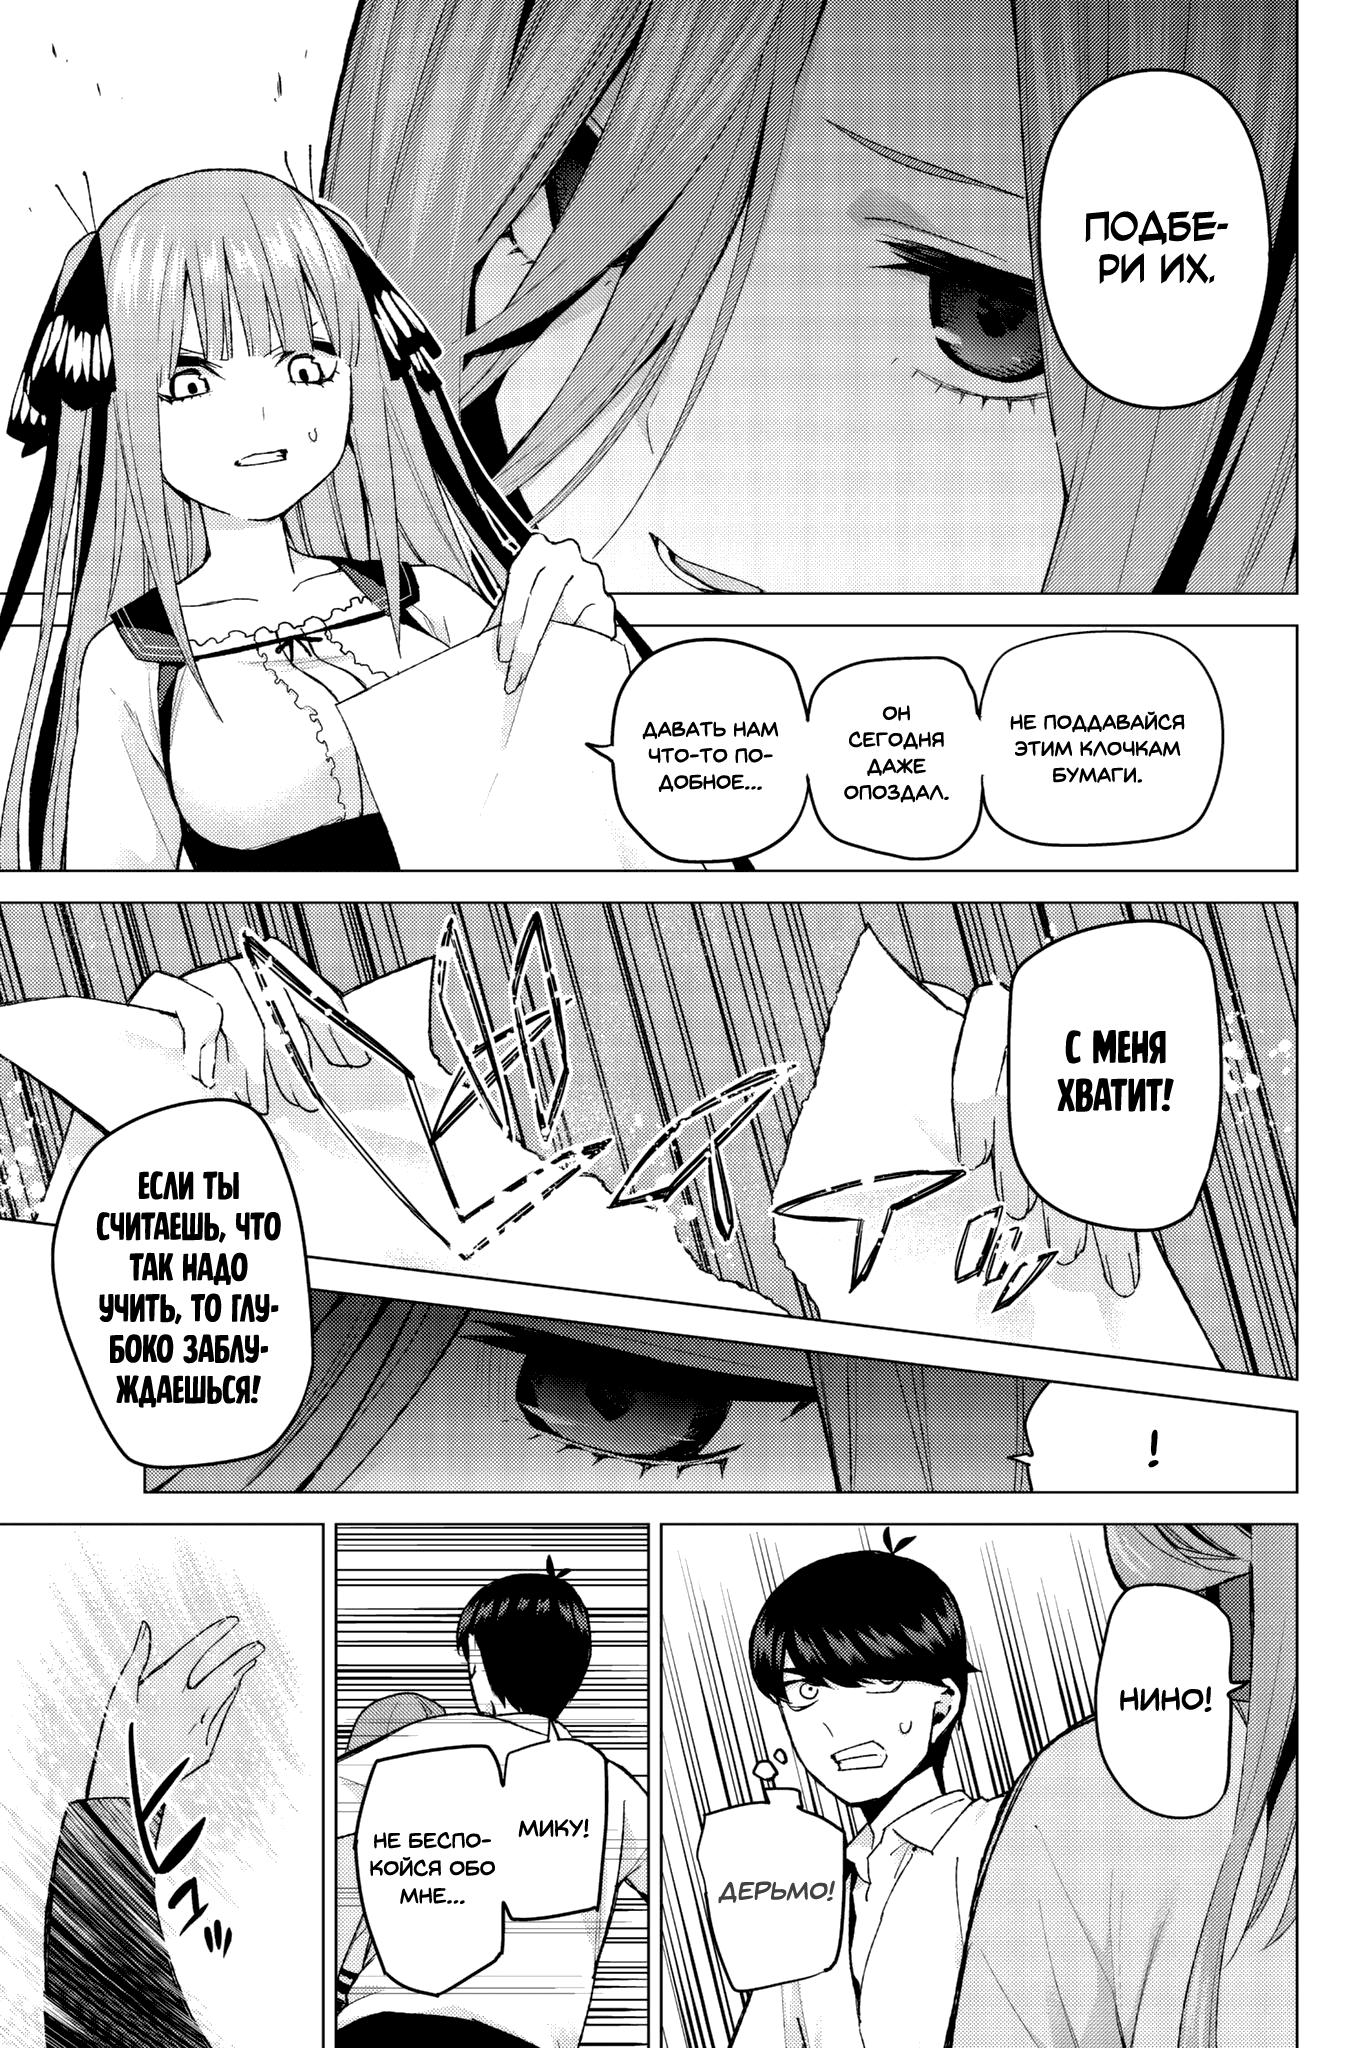 ПОДБЕ-
РИ ИХ.
НЕ ПОДДАВАЙСЯ
ЭТИМ КЛОЧКАМ
БУМАГИ.
ОН
СЕГОДНЯ
ДАЖЕ
ОПОЗДАЛ.
ДАВАТЬ НАМ
ЧТО-ТО ПО-
ДОБНОЕ...
С МЕНЯ
ХВАТИТ!
ЕСЛИ ТЫ
СЧИТАЕШЬ, ЧТО
ТАК НАДО
УЧИТЬ, ТО ГЛУ-
БОКО ЗАБЛУ-
ЖДАЕШЬСЯ!
!
НИНО!
ДЕРЬМО!
МИКУ!
НЕ БЕСПО-
КОЙСЯ ОБО
МНЕ...